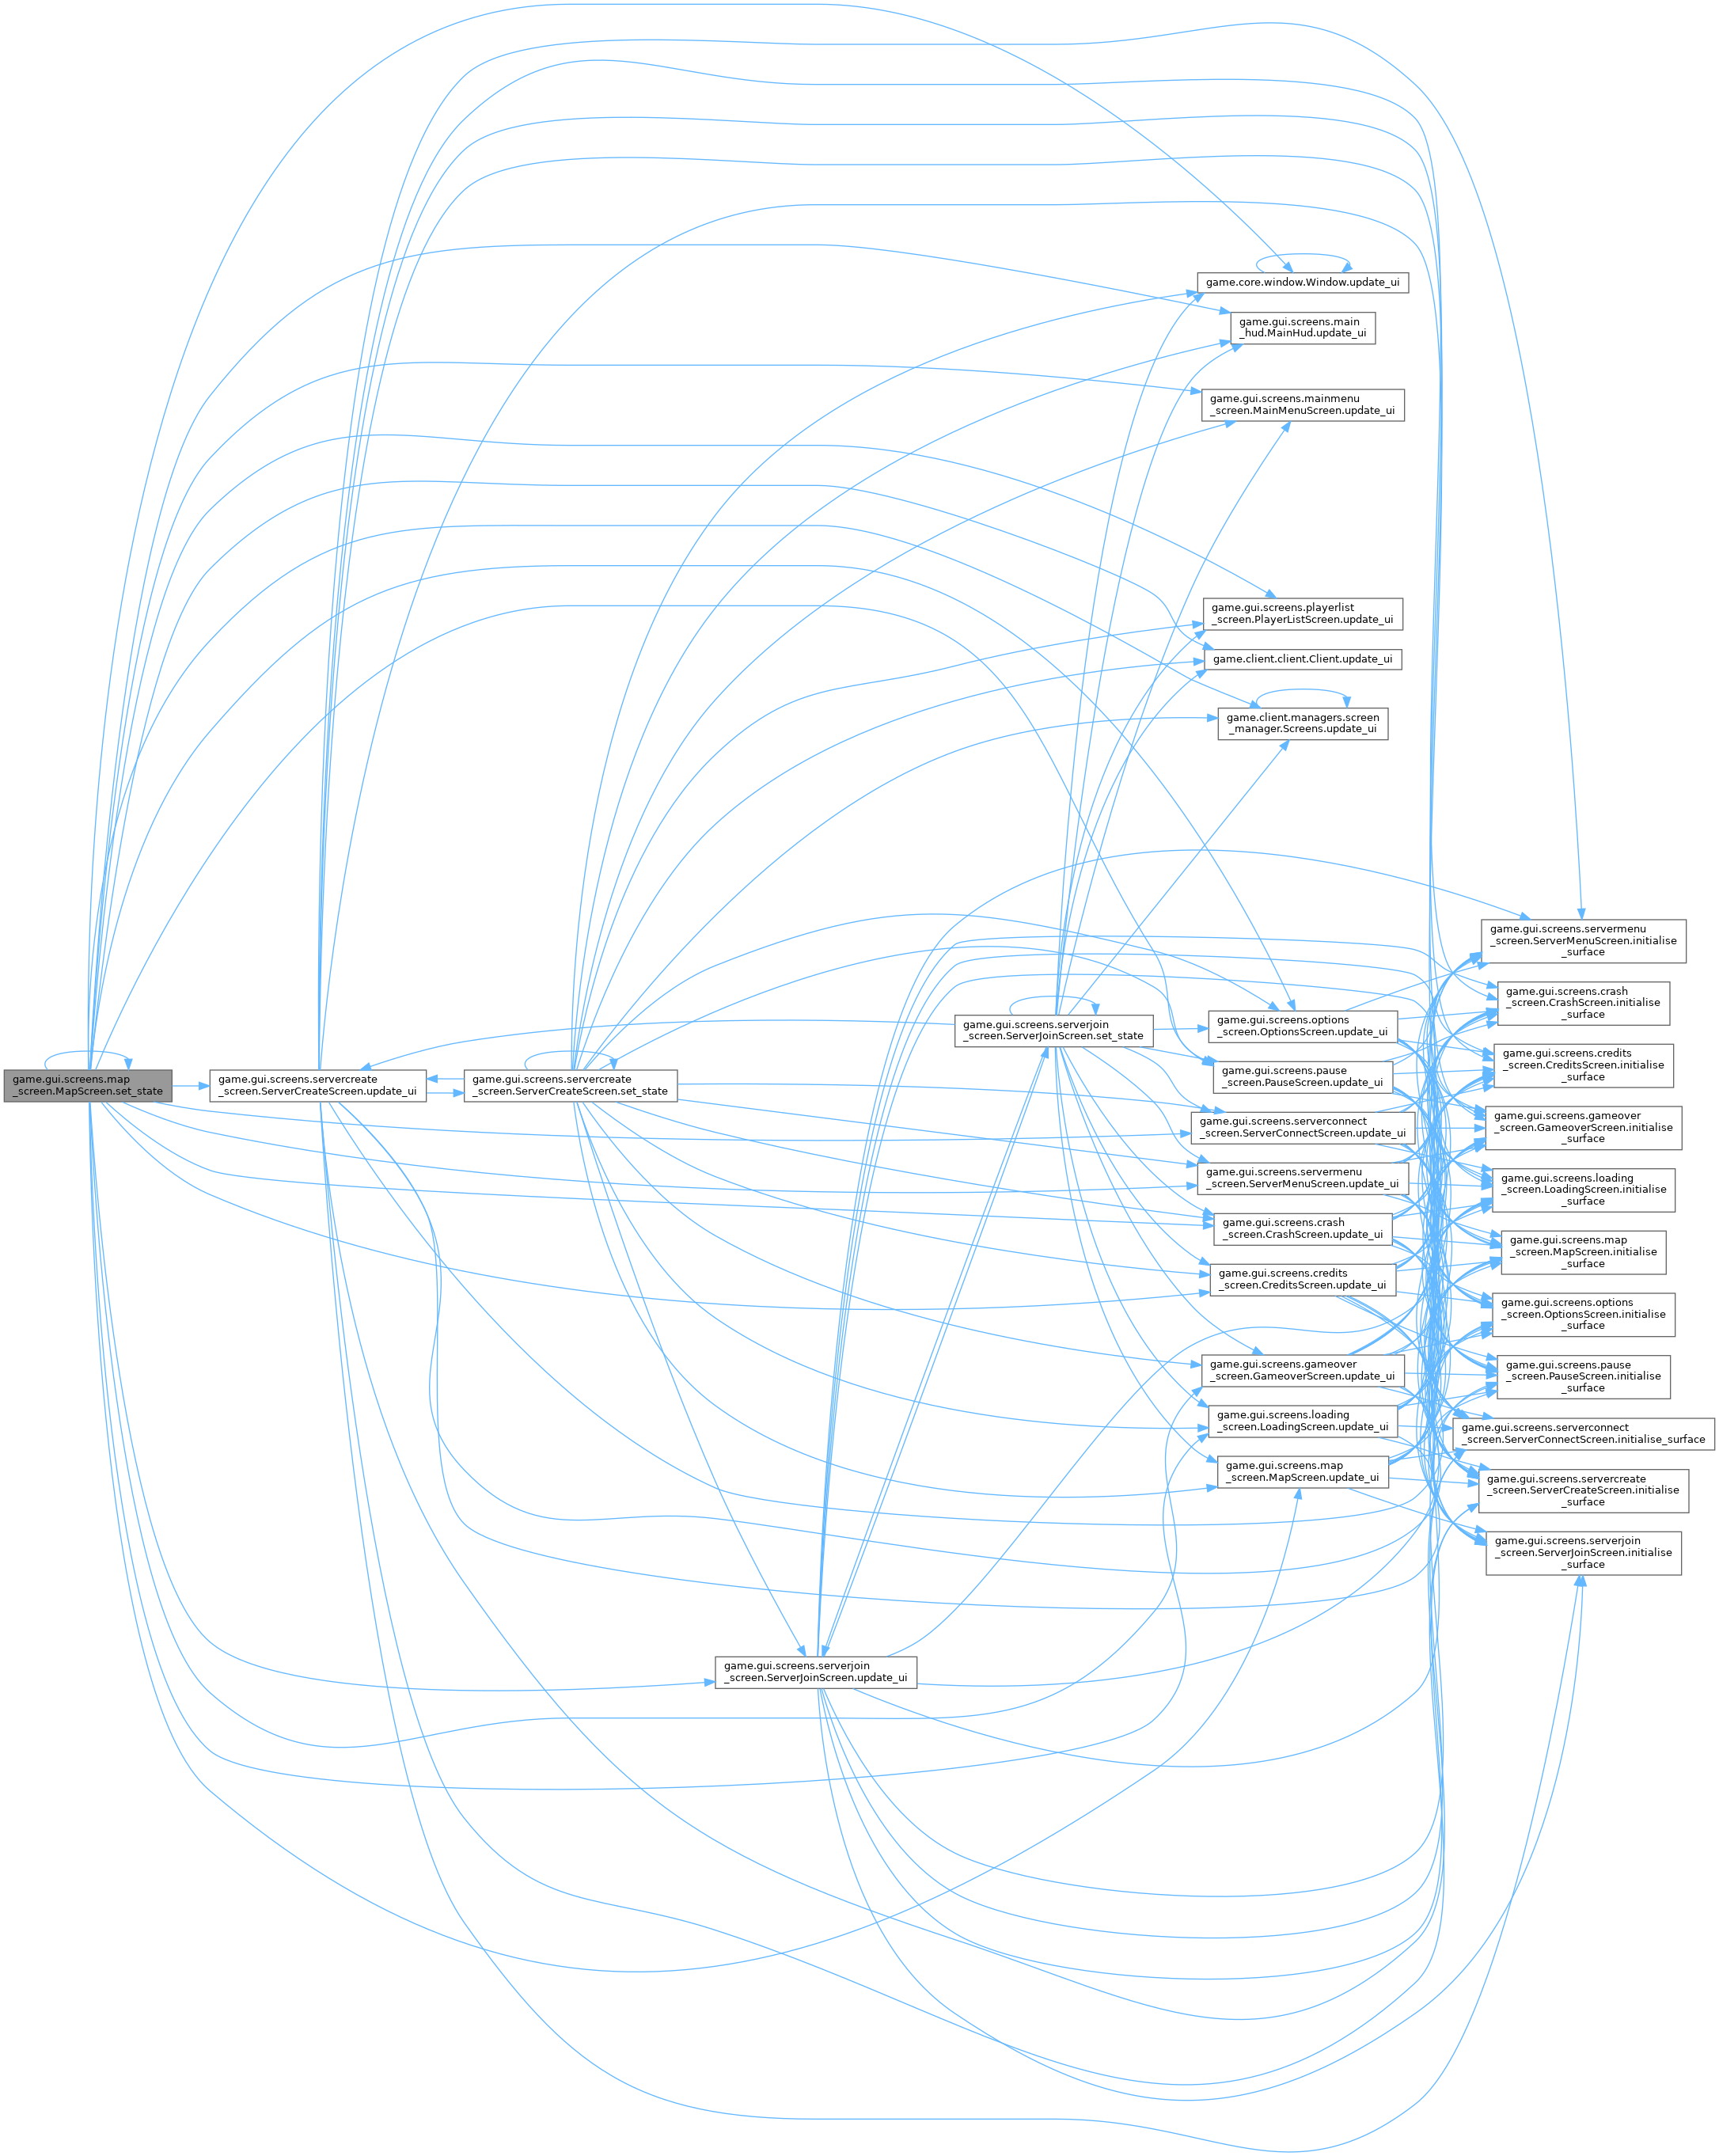 game.gui.screens.map
_screen.MapScreen.set_state
game.gui.screens.servercreate
_screen.ServerCreateScreen.update_ui
game.gui.screens.servercreate
_screen.ServerCreateScreen.set_state
game.gui.screens.serverjoin
_screen.ServerJoinScreen.update_ui
game.gui.screens.serverjoin
_screen.ServerJoinScreen.set_state
game.core.window.Window.update_ui
game.gui.screens.main
_hud.MainHud.update_ui
game.gui.screens.mainmenu
_screen.MainMenuScreen.update_ui
game.gui.screens.playerlist
_screen.PlayerListScreen.update_ui
game.client.client.Client.update_ui
game.client.managers.screen
_manager.Screens.update_ui
game.gui.screens.options
_screen.OptionsScreen.update_ui
game.gui.screens.pause
_screen.PauseScreen.update_ui
game.gui.screens.serverconnect
_screen.ServerConnectScreen.update_ui
game.gui.screens.servermenu
_screen.ServerMenuScreen.update_ui
game.gui.screens.crash
_screen.CrashScreen.update_ui
game.gui.screens.credits
_screen.CreditsScreen.update_ui
game.gui.screens.gameover
_screen.GameoverScreen.update_ui
game.gui.screens.loading
_screen.LoadingScreen.update_ui
game.gui.screens.map
_screen.MapScreen.update_ui
game.gui.screens.servermenu
_screen.ServerMenuScreen.initialise
_surface
game.gui.screens.crash
_screen.CrashScreen.initialise
_surface
game.gui.screens.credits
_screen.CreditsScreen.initialise
_surface
game.gui.screens.gameover
_screen.GameoverScreen.initialise
_surface
game.gui.screens.loading
_screen.LoadingScreen.initialise
_surface
game.gui.screens.map
_screen.MapScreen.initialise
_surface
game.gui.screens.options
_screen.OptionsScreen.initialise
_surface
game.gui.screens.pause
_screen.PauseScreen.initialise
_surface
game.gui.screens.serverconnect
_screen.ServerConnectScreen.initialise_surface
game.gui.screens.servercreate
_screen.ServerCreateScreen.initialise
_surface
game.gui.screens.serverjoin
_screen.ServerJoinScreen.initialise
_surface